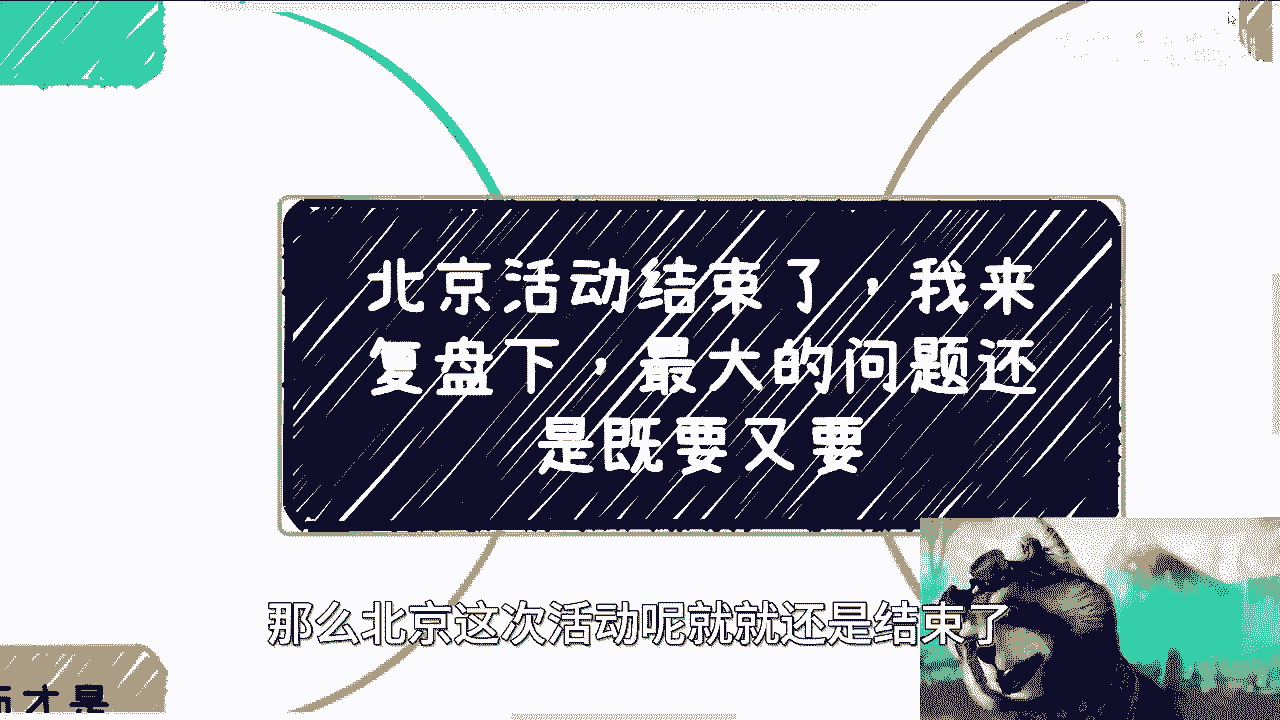 北京活动结束了，我来
复盘下，最大的问题还
是既要又要
那么北京这次活动呢就就还是结束了
才是